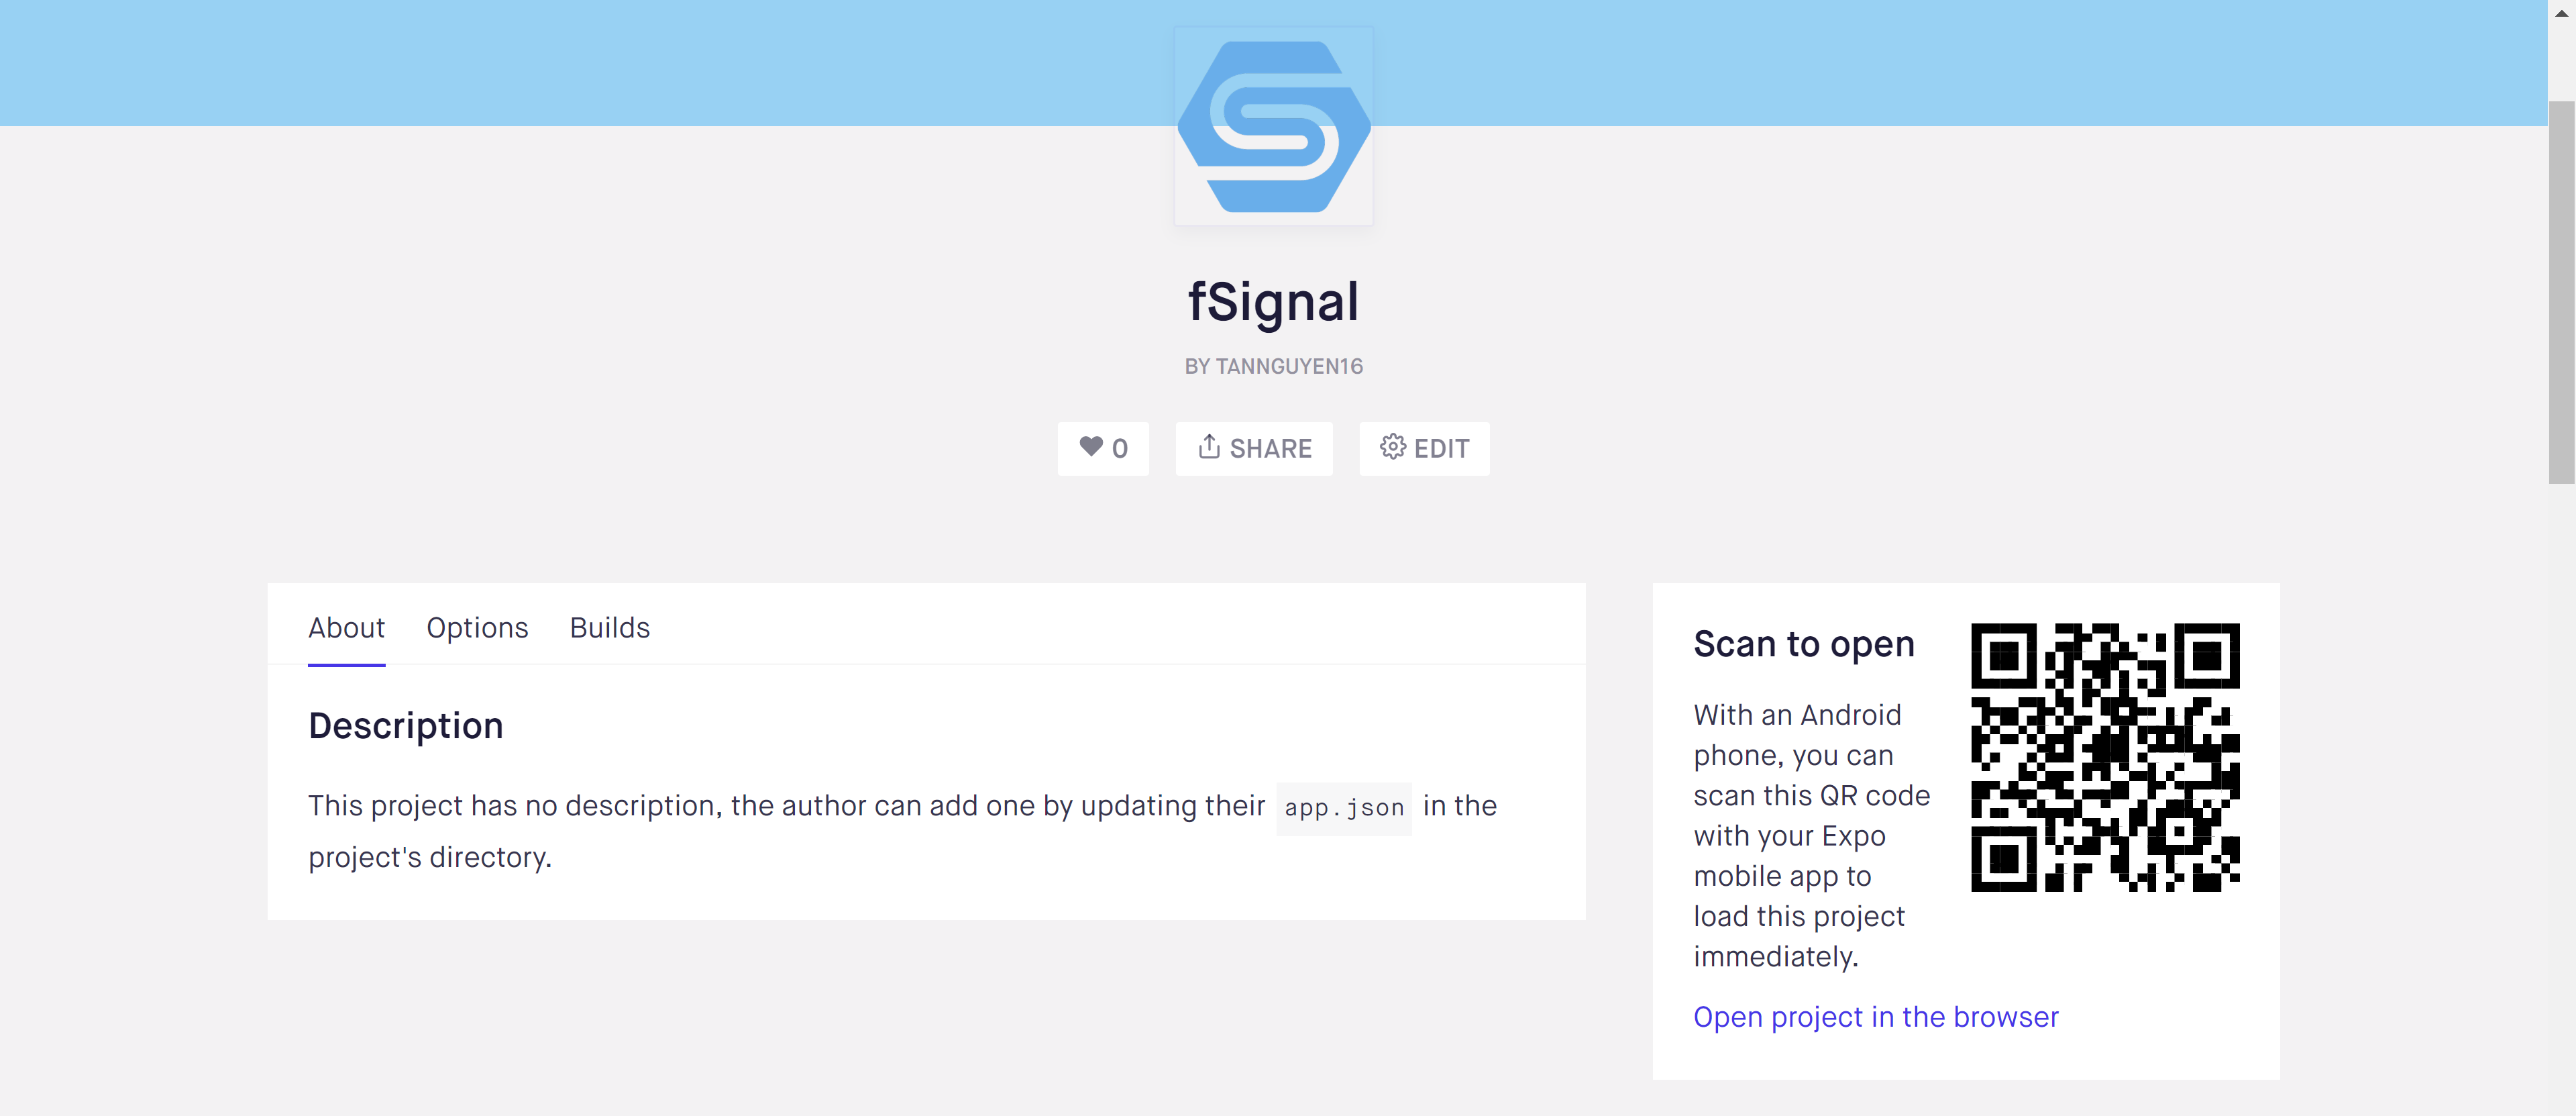 fSignal
BY TANNGUYEN16
0
SHARE
EDIT
About
Options
Builds
Description
This project has no description, the author can add one by updating their app.json in the
project's directory.
Scan to open
With an Android
phone, you can
scan this QR code
with your Expo
mobile app to
load this project
immediately.
Open project in the browser